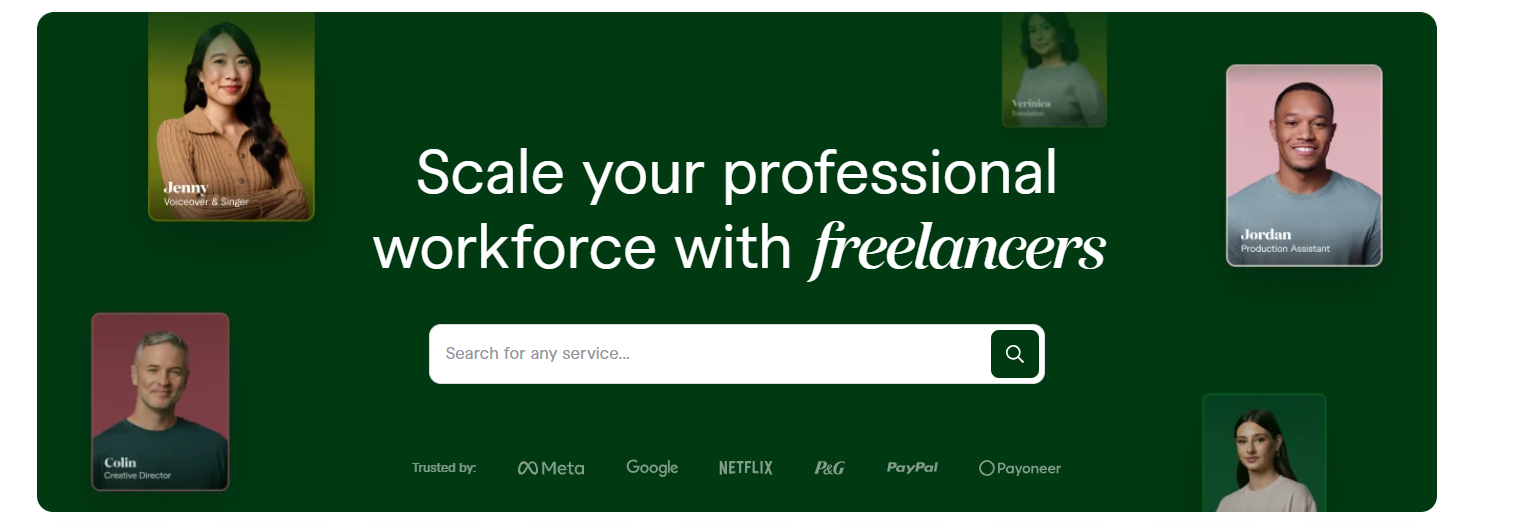 Verinica
Translation
Jenny
Voiceover & Singer
Scale your professional
workforce with freelancers
Jordan
Production Assistant
Search for any service...
Colin
Creative Director
Trusted by:
Meta
Google
NETFLIX
P&G
PayPal
Payoneer